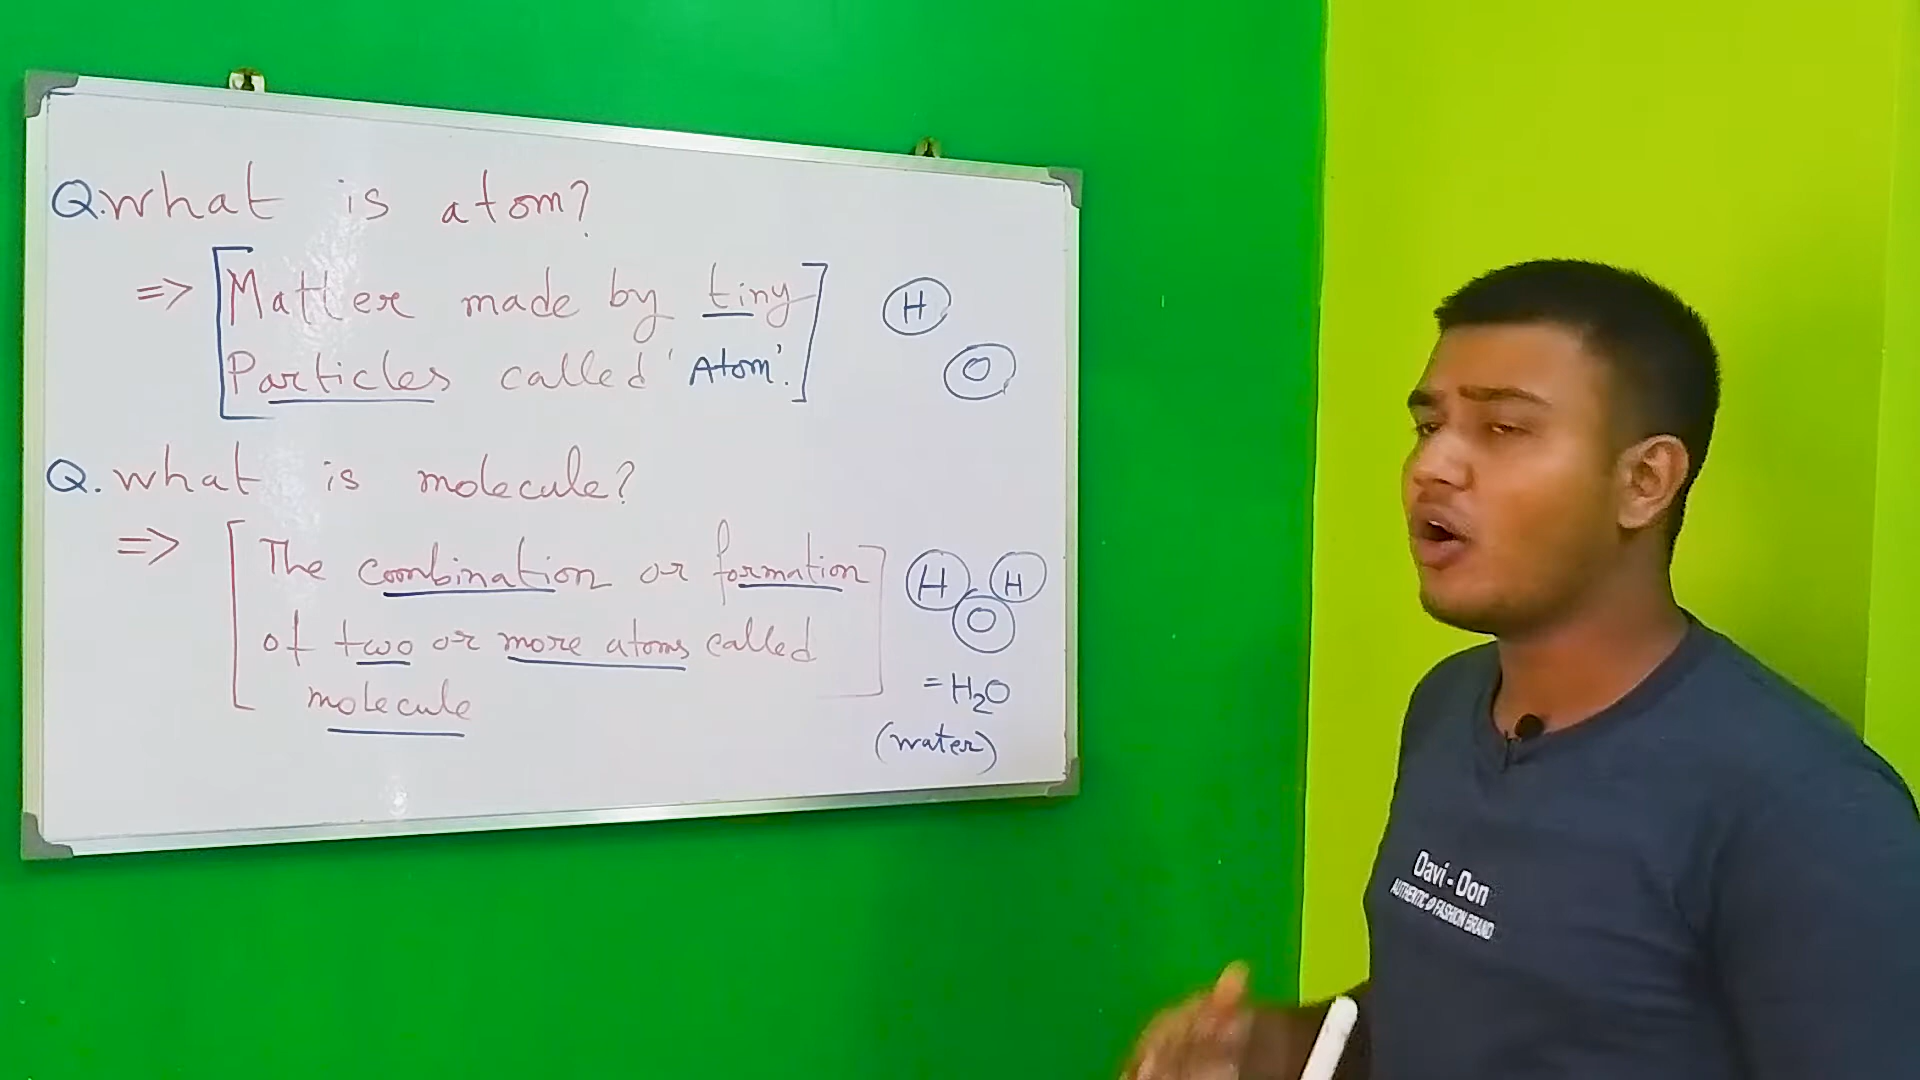 Q. What is atom?
=> [Matter made by tiny
Particles called 'Atom'.]
H
O
Q. What is molecule?
=> [The combination or formation
of two or more atoms called
molecule]
H H
O
= H₂O
(water)
Davi - Don
AUTHENTIC @ FASHION BRAND